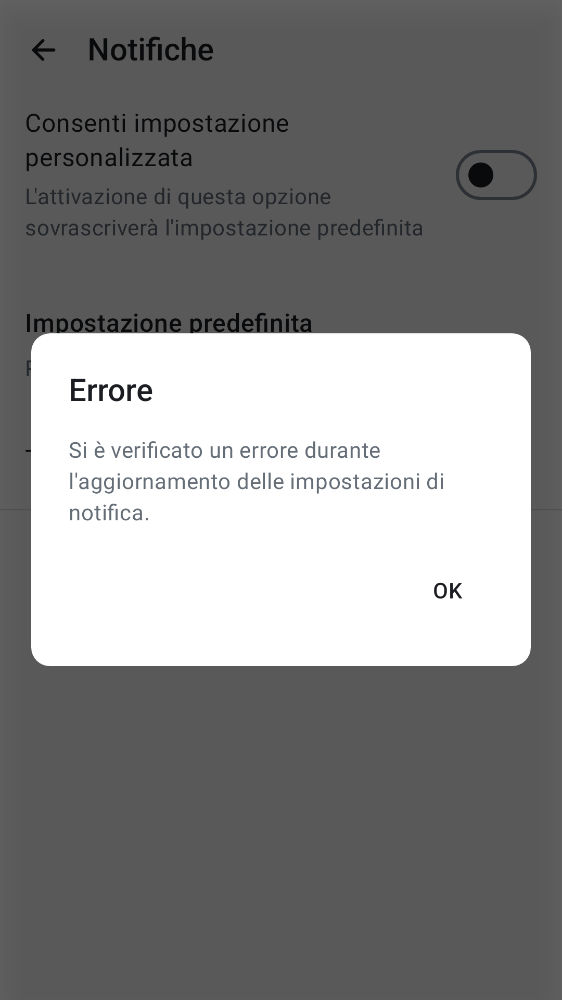 Notifiche
Consenti impostazione
personalizzata
L'attivazione di questa opzione
sovrascriverà l'impostazione predefinita
Impostazione predefinita
Errore
Si è verificato un errore durante
l'aggiornamento delle impostazioni di
notifica.
OK